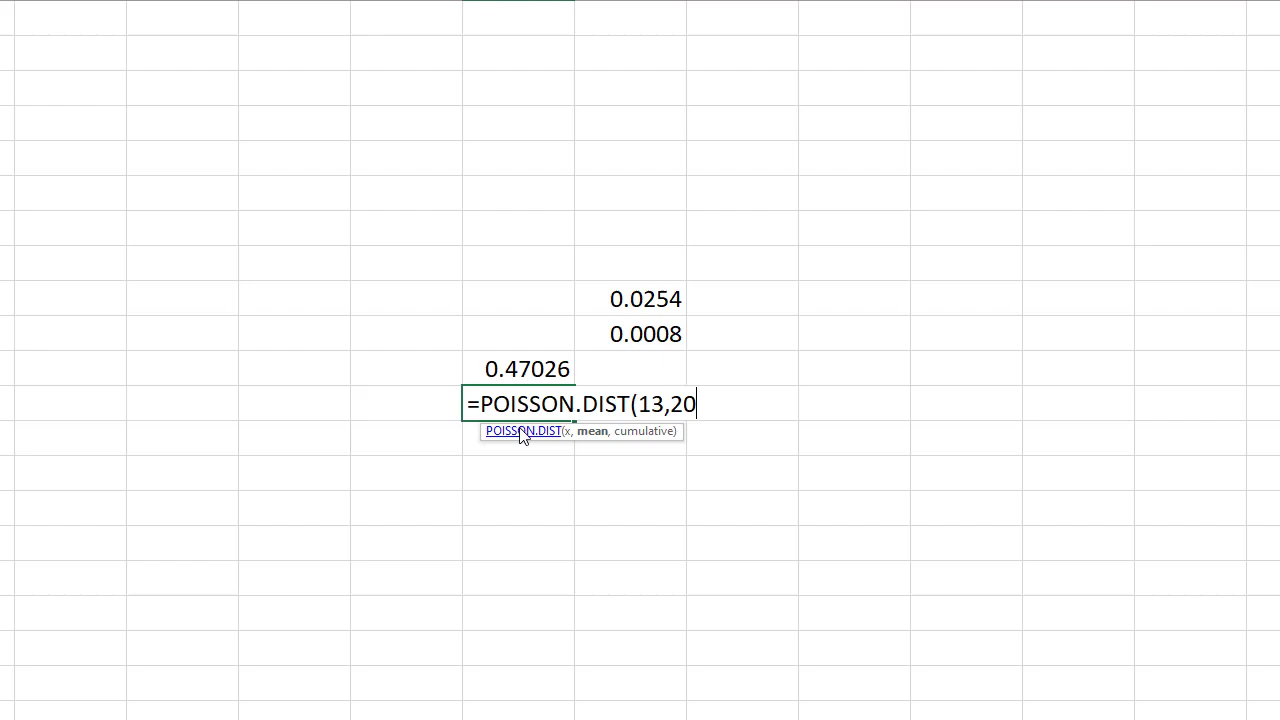 0.0254
0.0008
0.47026
=POISSON.DIST(13,20
POISSON.DIST(x, mean, cumulative)